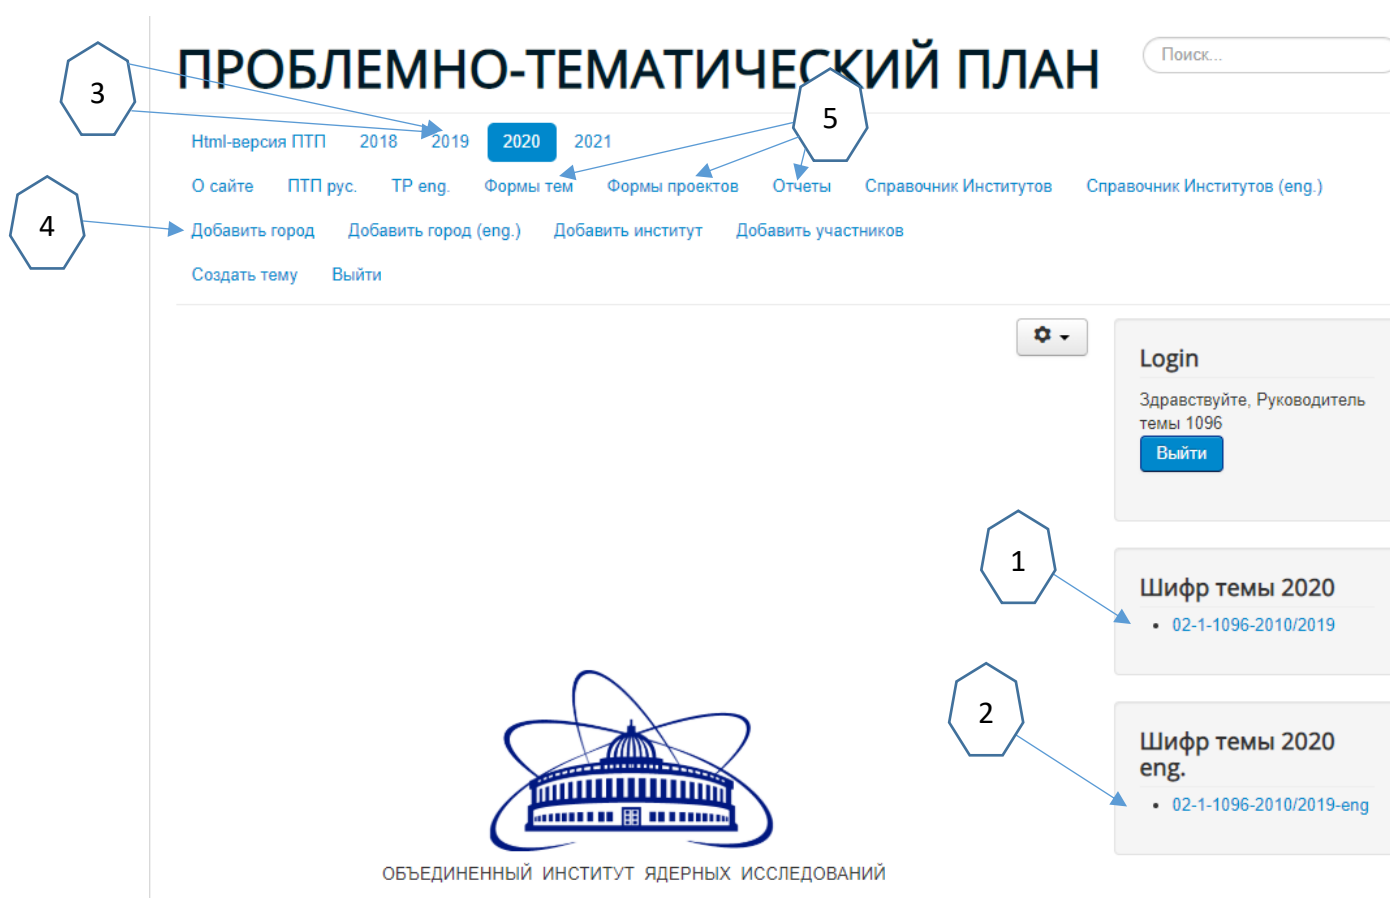 ПРОБЛЕМНО-ТЕМАТИЧЕСКИЙ ПЛАН
Поиск...
3
5
Html-версия ПТП 2018 2019 2020 2021
О сайте ПТП рус. TP eng. Формы тем Формы проектов Отчеты Справочник Институтов Справочник Институтов (eng.)
4
Добавить город Добавить город (eng.) Добавить институт Добавить участников
Создать тему Выйти
Login
Здравствуйте, Руководитель
темы 1096
Выйти
1
Шифр темы 2020
02-1-1096-2010/2019
2
Шифр темы 2020
eng.
02-1-1096-2010/2019-eng
ОБЪЕДИНЕННЫЙ ИНСТИТУТ ЯДЕРНЫХ ИССЛЕДОВАНИЙ